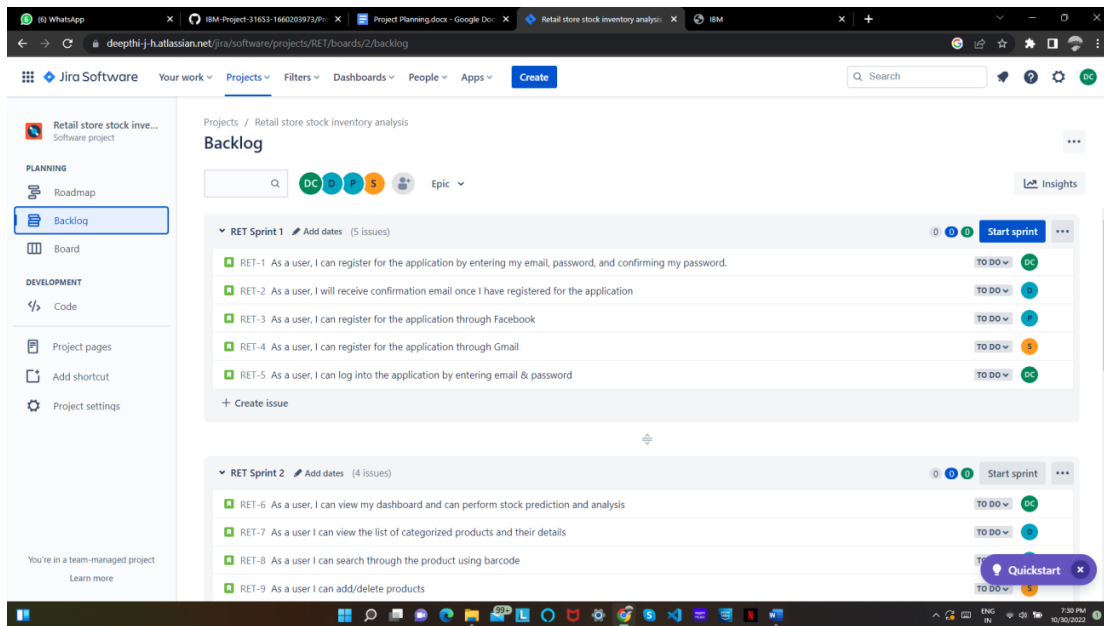 (6) WhatsApp
IBM-Project-31653-1660203973/Pro
Project Planning.docx - Google Doc
Retail store stock inventory analysis
IBM
deepthi-j-h.atlassian.net/jira/software/projects/RET/boards/2/backlog
Jira Software
Your work
Projects
Filters
Dashboards
People
Apps
Create
Search
DC
Retail store stock inve...
Software project
PLANNING
Roadmap
Backlog
Board
DEVELOPMENT
Code
Project pages
Add shortcut
Project settings
You're in a team-managed project
Learn more
Projects / Retail store stock inventory analysis
Backlog
DC D P S Epic
Insights
RET Sprint 1 Add dates (5 issues) 0 0 0 Start sprint
RET-1 As a user, I can register for the application by entering my email, password, and confirming my password. TO DO DC
RET-2 As a user, I will receive confirmation email once I have registered for the application TO DO D
RET-3 As a user, I can register for the application through Facebook TO DO P
RET-4 As a user, I can register for the application through Gmail TO DO S
RET-5 As a user, I can log into the application by entering email & password TO DO DC
+ Create issue
RET Sprint 2 Add dates (4 issues) 0 0 0 Start sprint
RET-6 As a user, I can view my dashboard and can perform stock prediction and analysis TO DO DC
RET-7 As a user I can view the list of categorized products and their details TO DO D
RET-8 As a user I can search through the product using barcode
RET-9 As a user I can add/delete products TO DO S
Quickstart
99+
ENG
IN
7:30 PM
10/30/2022